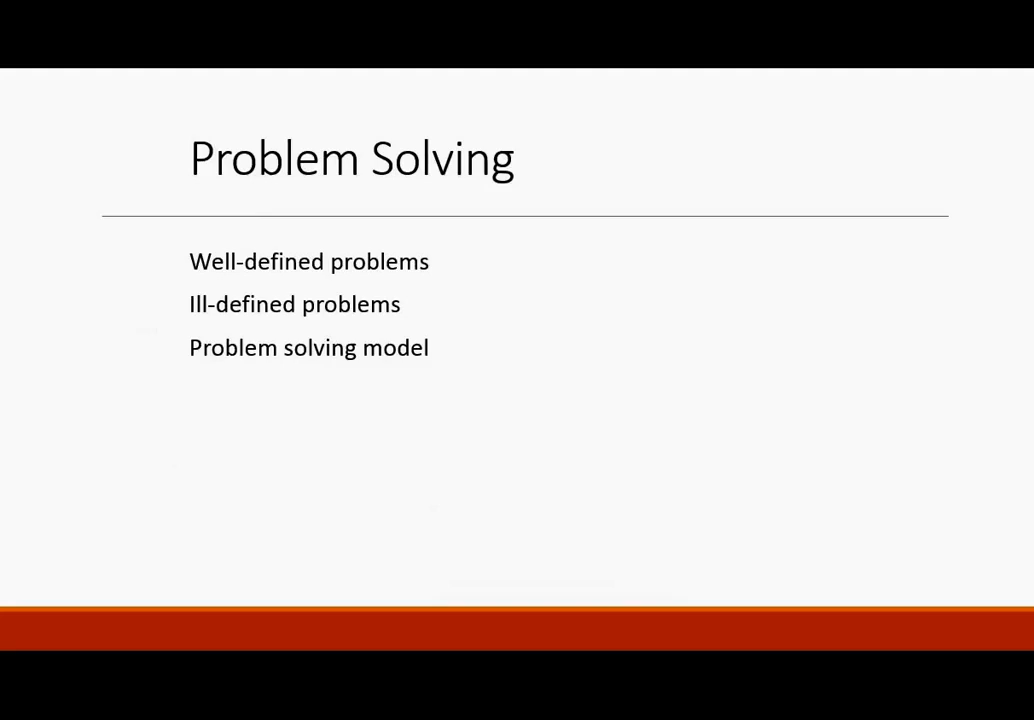 Problem Solving
Well-defined problems
Ill-defined problems
Problem solving model